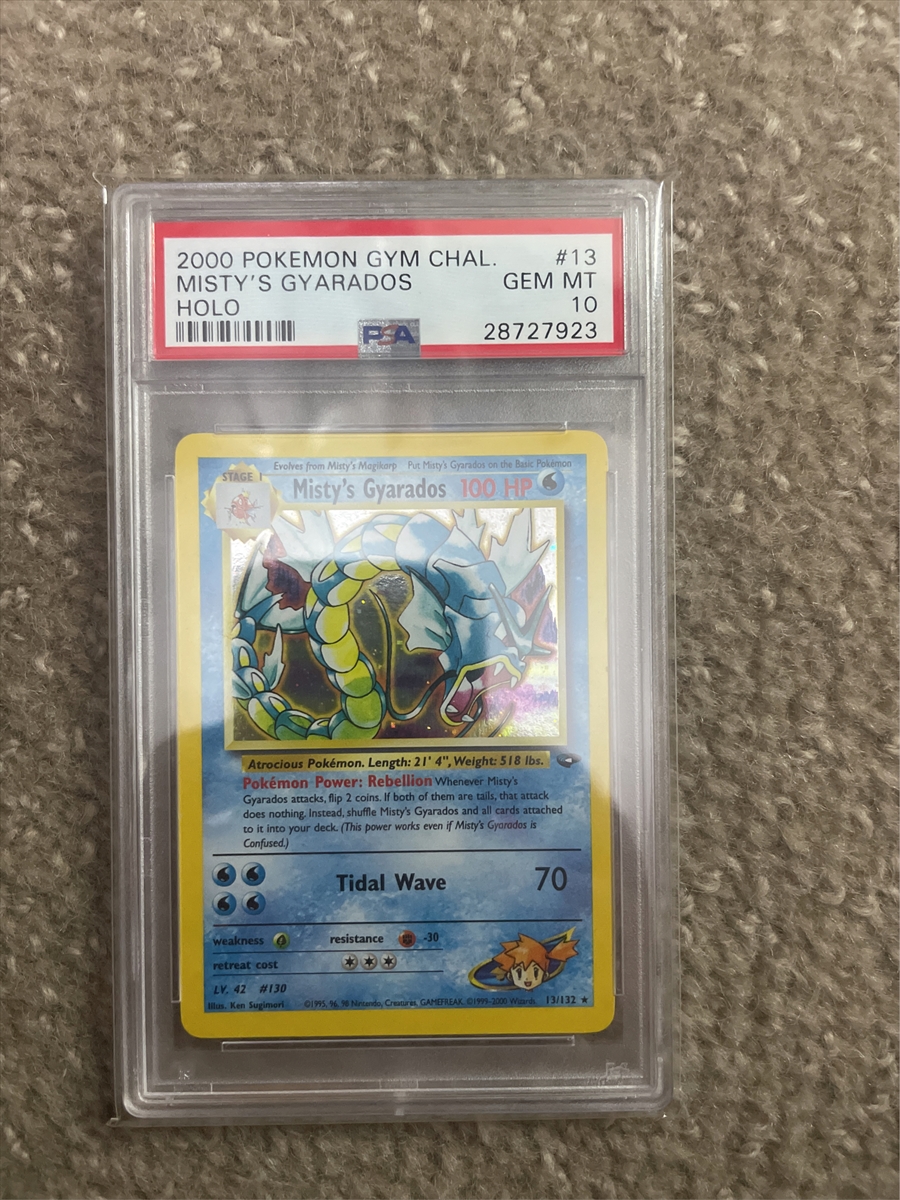 2000 POKEMON GYM CHAL. #13
MISTY'S GYARADOS GEM MT
HOLO 10
PSA 28727923
Evolves from Misty's Magikarp Put Misty's Gyarados on the Basic Pokémon
STAGE
Misty's Gyarados 100 HP
Atrocious Pokémon. Length: 21' 4", Weight: 518 lbs.
Pokémon Power: Rebellion Whenever Misty's
Gyarados attacks, flip 2 coins. If both of them are tails, that attack
does nothing. Instead, shuffle Misty's Gyarados and all cards attached
to it into your deck. (This power works even if Misty's Gyarados is
Confused.)
Tidal Wave 70
weakness resistance -30
retreat cost
LV. 42 #130
Illus. Ken Sugimori ©1995, 96, 98 Nintendo, Creatures, GAMEFREAK. ©1999-2000 Wizards. 13/132 ★